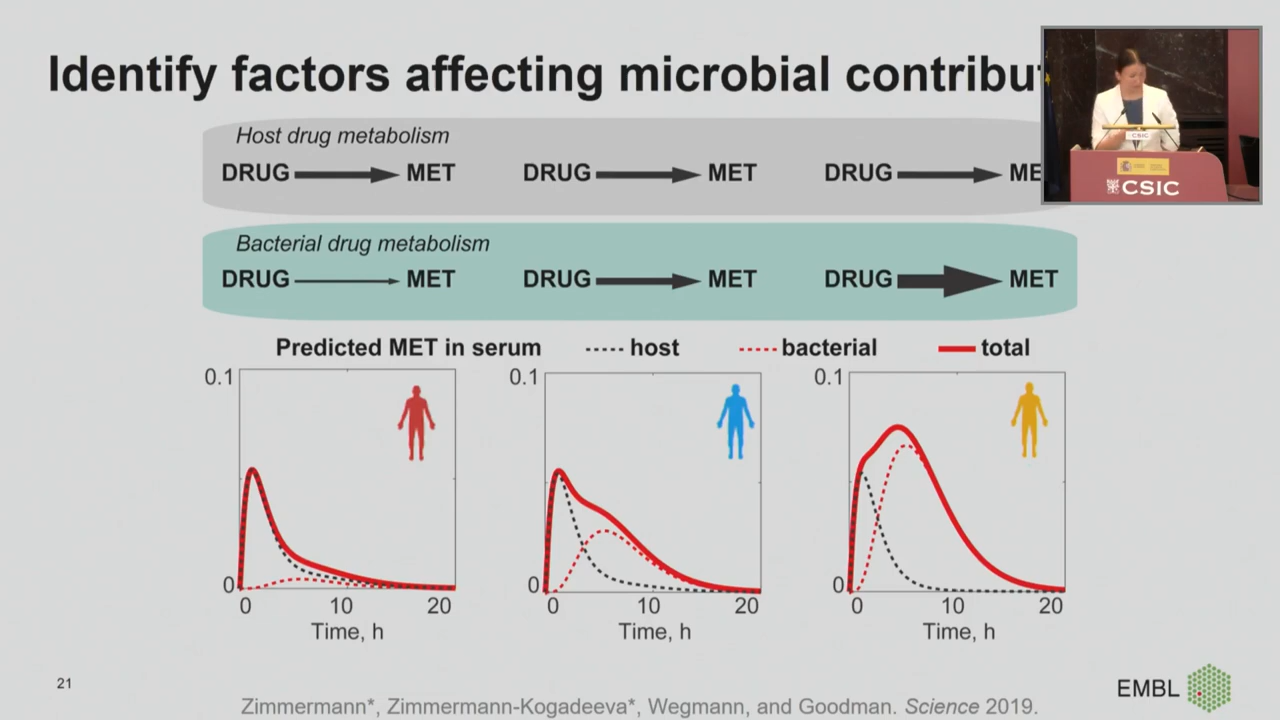 Identify factors affecting microbial contribu
Host drug metabolism
DRUG MET DRUG MET DRUG ME
CSIC
CSIC
Bacterial drug metabolism
DRUG MET DRUG MET DRUG MET
Predicted MET in serum host bacterial total
0.1 0.1 0.1
0 0 0
0 10 20 0 10 20 0 10 20
Time, h Time, h Time, h
21
EMBL
Zimmermann*, Zimmermann-Kogadeeva*, Wegmann, and Goodman. Science 2019.